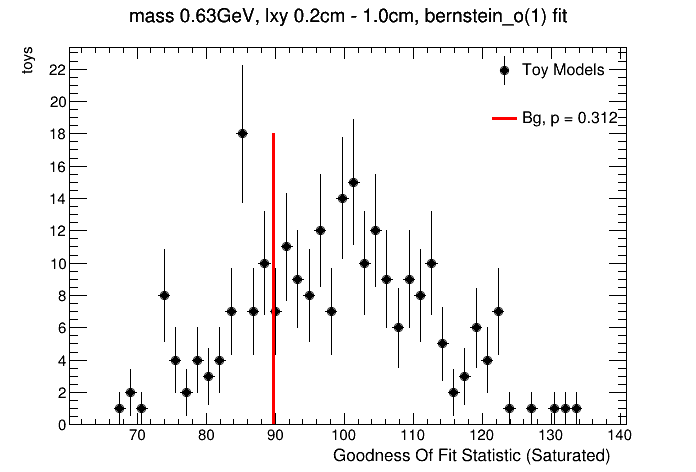 mass 0.63GeV, lxy 0.2cm - 1.0cm, bernstein_o(1) fit
toys
22
20
18
16
14
12
10
8
6
4
2
0
Toy Models
Bg, p = 0.312
70 80 90 100 110 120 130 140
Goodness Of Fit Statistic (Saturated)